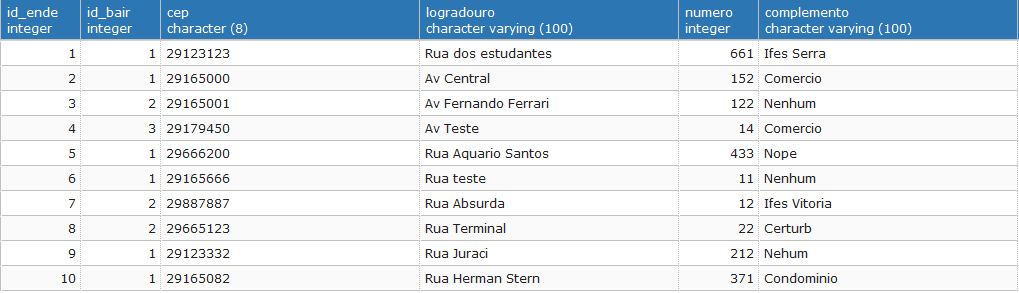 id_ende id_bair cep logradouro numero complemento
integer integer character (8) character varying (100) integer character varying (100)
1 1 29123123 Rua dos estudantes 661 Ifes Serra
2 1 29165000 Av Central 152 Comercio
3 2 29165001 Av Fernando Ferrari 122 Nenhum
4 3 29179450 Av Teste 14 Comercio
5 1 29666200 Rua Aquario Santos 433 Nope
6 1 29165666 Rua teste 11 Nenhum
7 2 29887887 Rua Absurda 12 Ifes Vitoria
8 2 29665123 Rua Terminal 22 Certurb
9 1 29123332 Rua Juraci 212 Nehum
10 1 29165082 Rua Herman Stern 371 Condominio